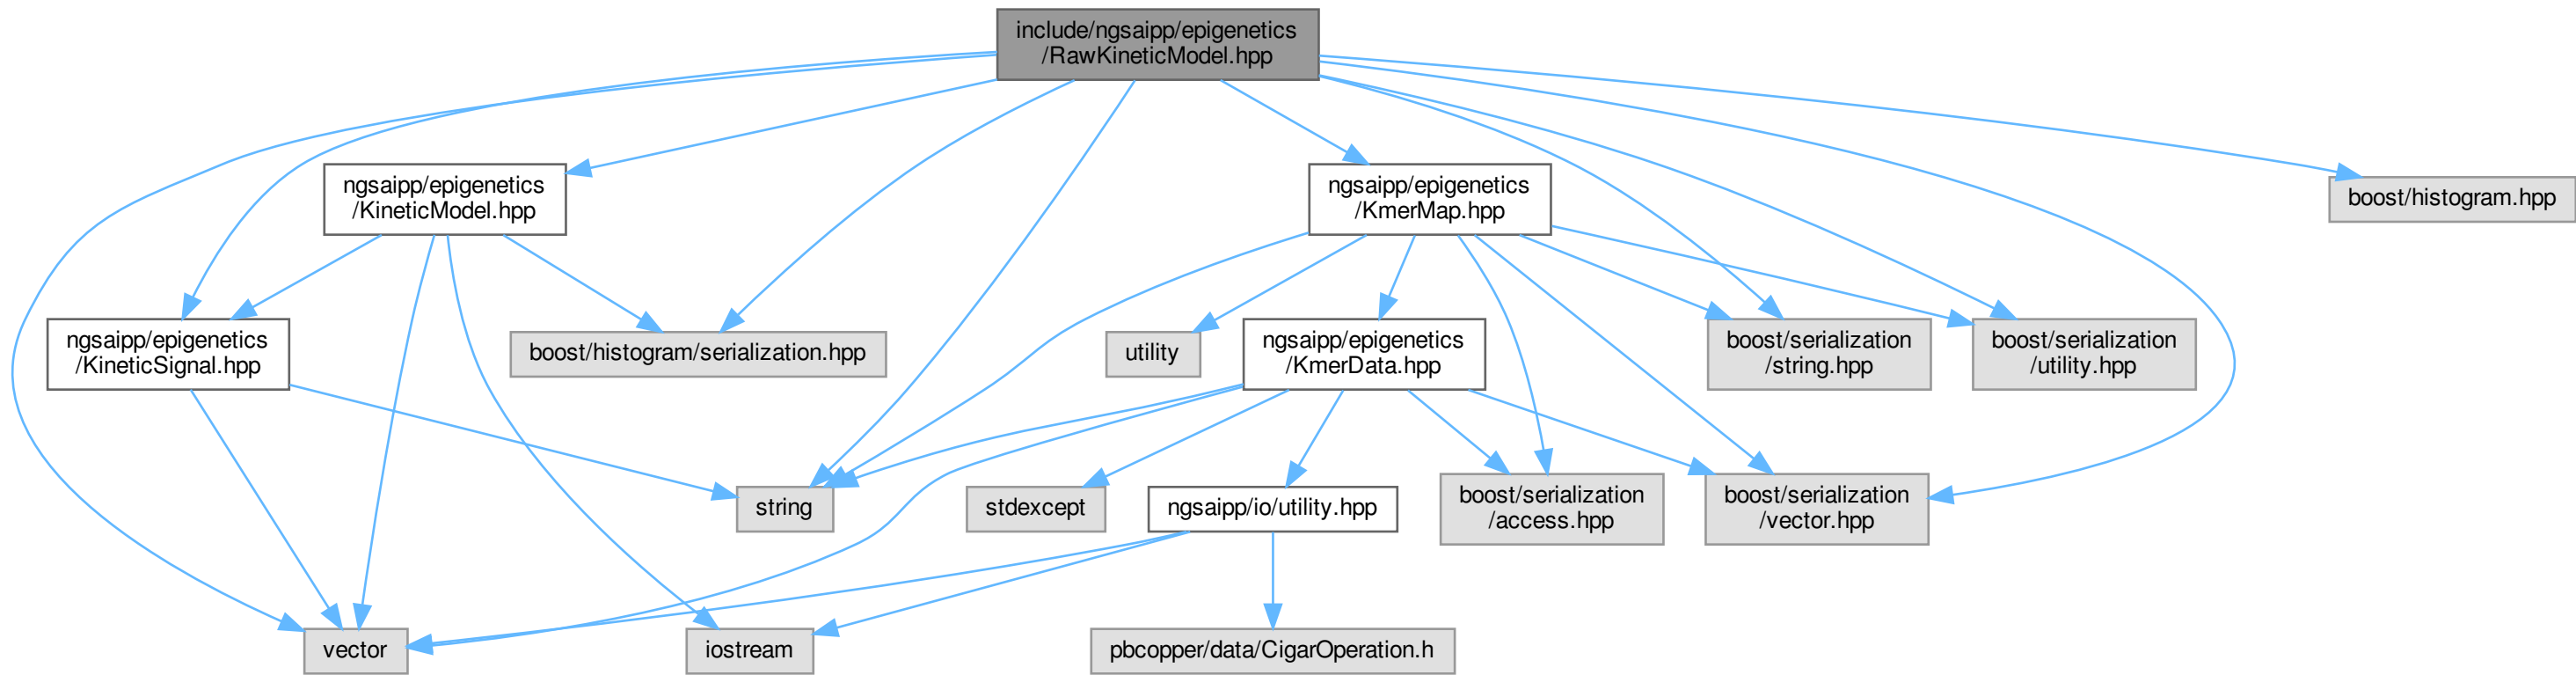 include/ngsaipp/epigenetics
/RawKineticModel.hpp
ngsaipp/epigenetics
/KineticModel.hpp
ngsaipp/epigenetics
/KmerMap.hpp
boost/histogram.hpp
ngsaipp/epigenetics
/KineticSignal.hpp
boost/histogram/serialization.hpp
utility
ngsaipp/epigenetics
/KmerData.hpp
boost/serialization
/string.hpp
boost/serialization
/utility.hpp
string
stdexcept
ngsaipp/io/utility.hpp
boost/serialization
/access.hpp
boost/serialization
/vector.hpp
vector
iostream
pbcopper/data/CigarOperation.h